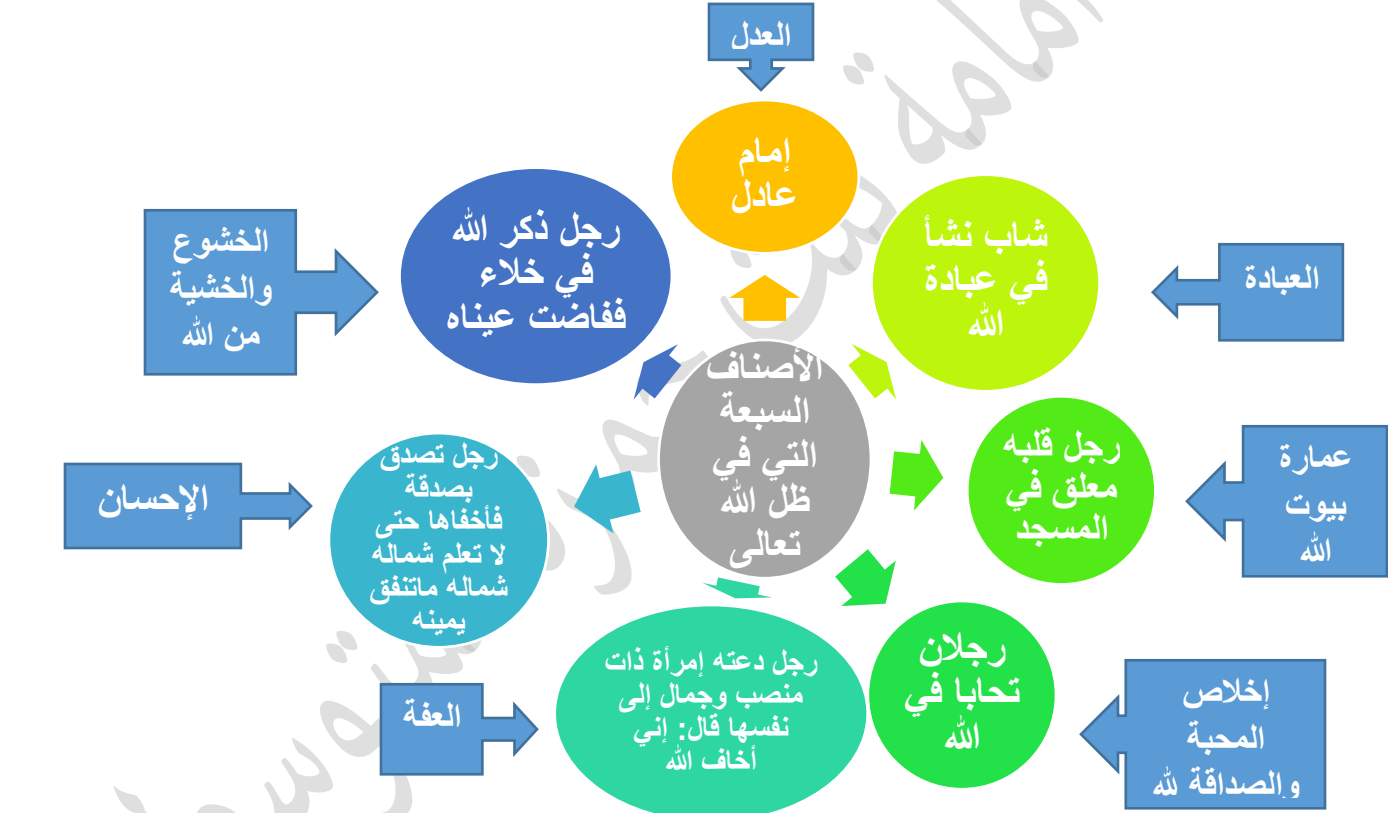 العدل
إمام
عادل
شاب نشأ
في عبادة
الله
العبادة
رجل قلبه
معلق في
المسجد
عمارة
بيوت
الله
رجلان
تحابا في
الله
إخلاص
المحبة
والصداقة لله
رجل دعته إمرأة ذات
منصب وجمال إلى
نفسها قال: إني
أخاف الله
العفة
رجل تصدق
بصدقة
فأخفاها حتى
لا تعلم شماله
شماله ماتنفق
يمينه
الإحسان
رجل ذكر الله
في خلاء
ففاضت عيناه
الخشوع
والخشية
من الله
الأصناف
السبعة
التي في
ظل الله
تعالى